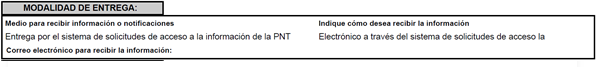 MODALIDAD DE ENTREGA:
Medio para recibir información o notificaciones
Indique cómo desea recibir la información
Entrega por el sistema de solicitudes de acceso a la información de la PNT
Electrónico a través del sistema de solicitudes de acceso la
Correo electrónico para recibir la información: